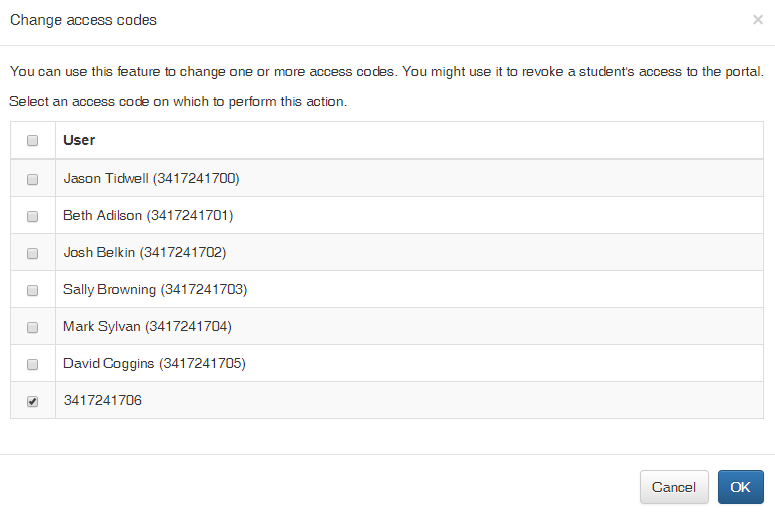 Change access codes
×
You can use this feature to change one or more access codes. You might use it to revoke a student's access to the portal.
Select an access code on which to perform this action.
User
Jason Tidwell (3417241700)
Beth Adilson (3417241701)
Josh Belkin (3417241702)
Sally Browning (3417241703)
Mark Sylvan (3417241704)
David Goggins (3417241705)
3417241706
Cancel OK